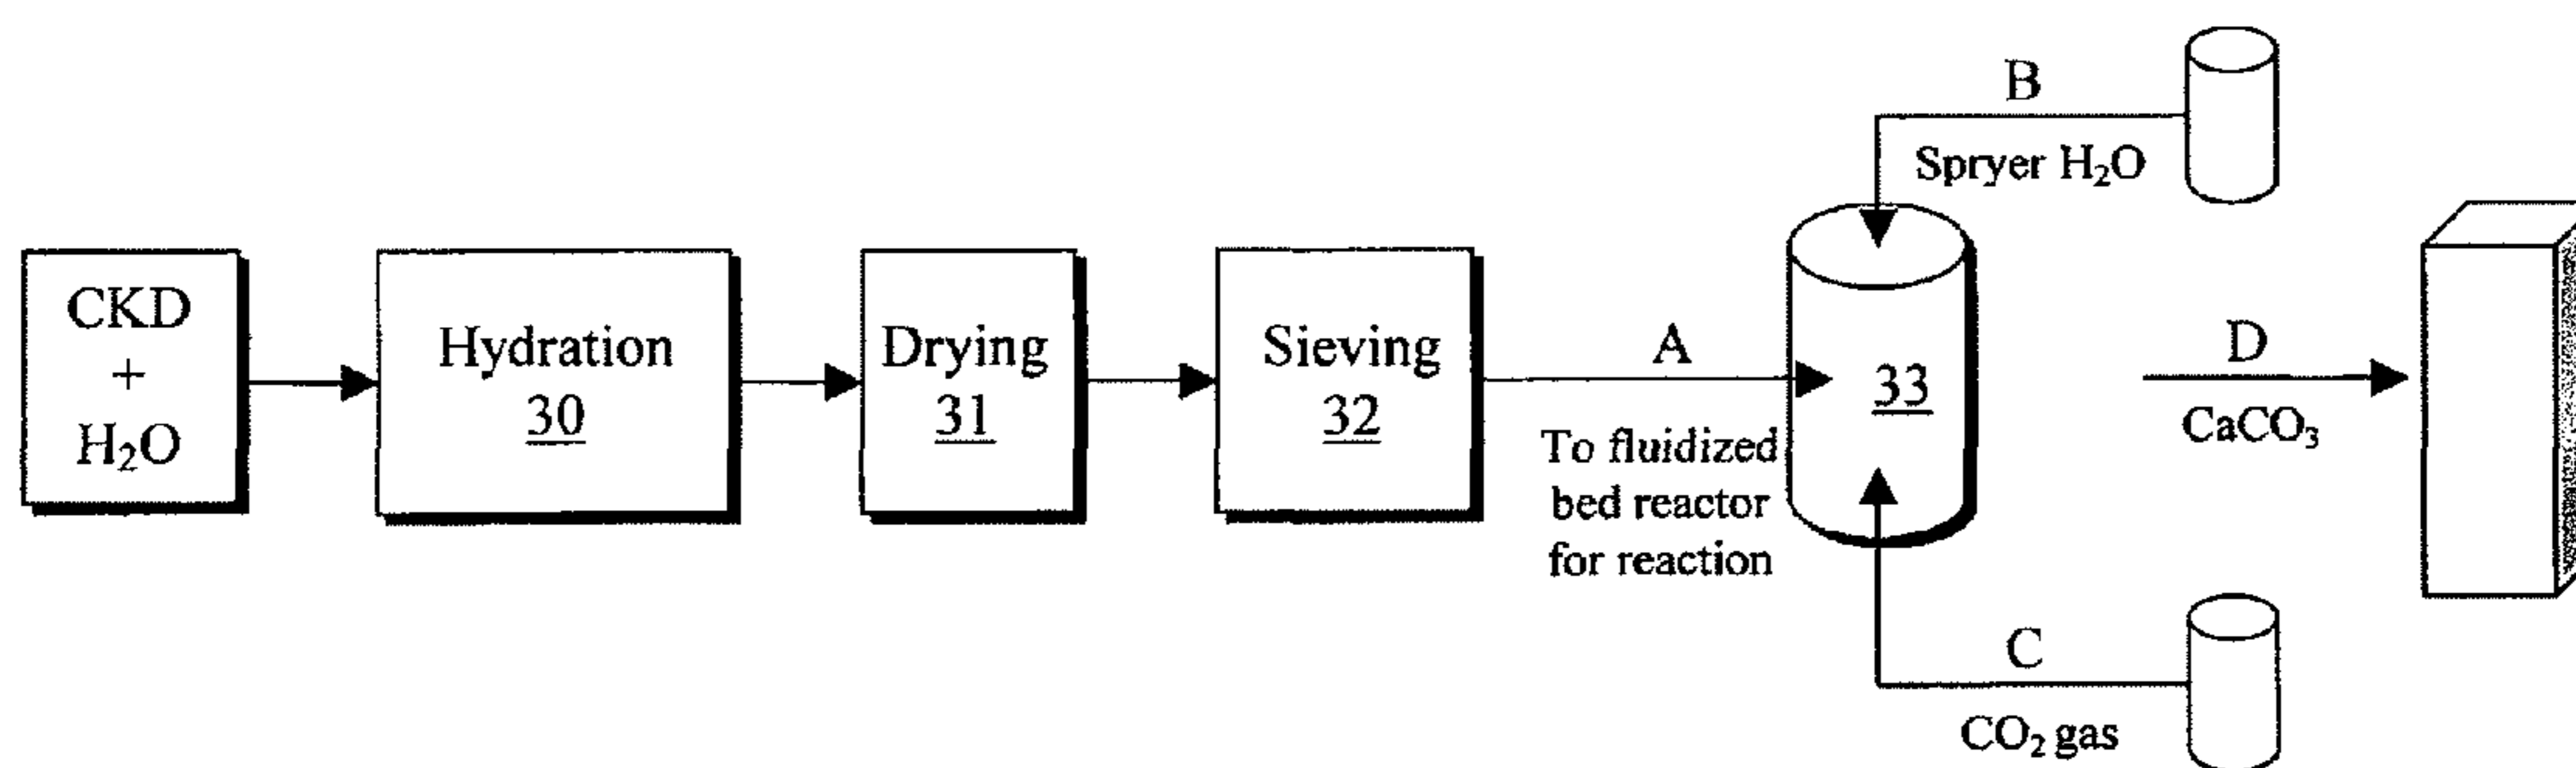 CKD
+
H₂O
Hydration
30
Drying
31
Sieving
32
A
To fluidized
bed reactor
for reaction
B
Spryer H₂O
33
C
CO₂ gas
D
CaCO₃